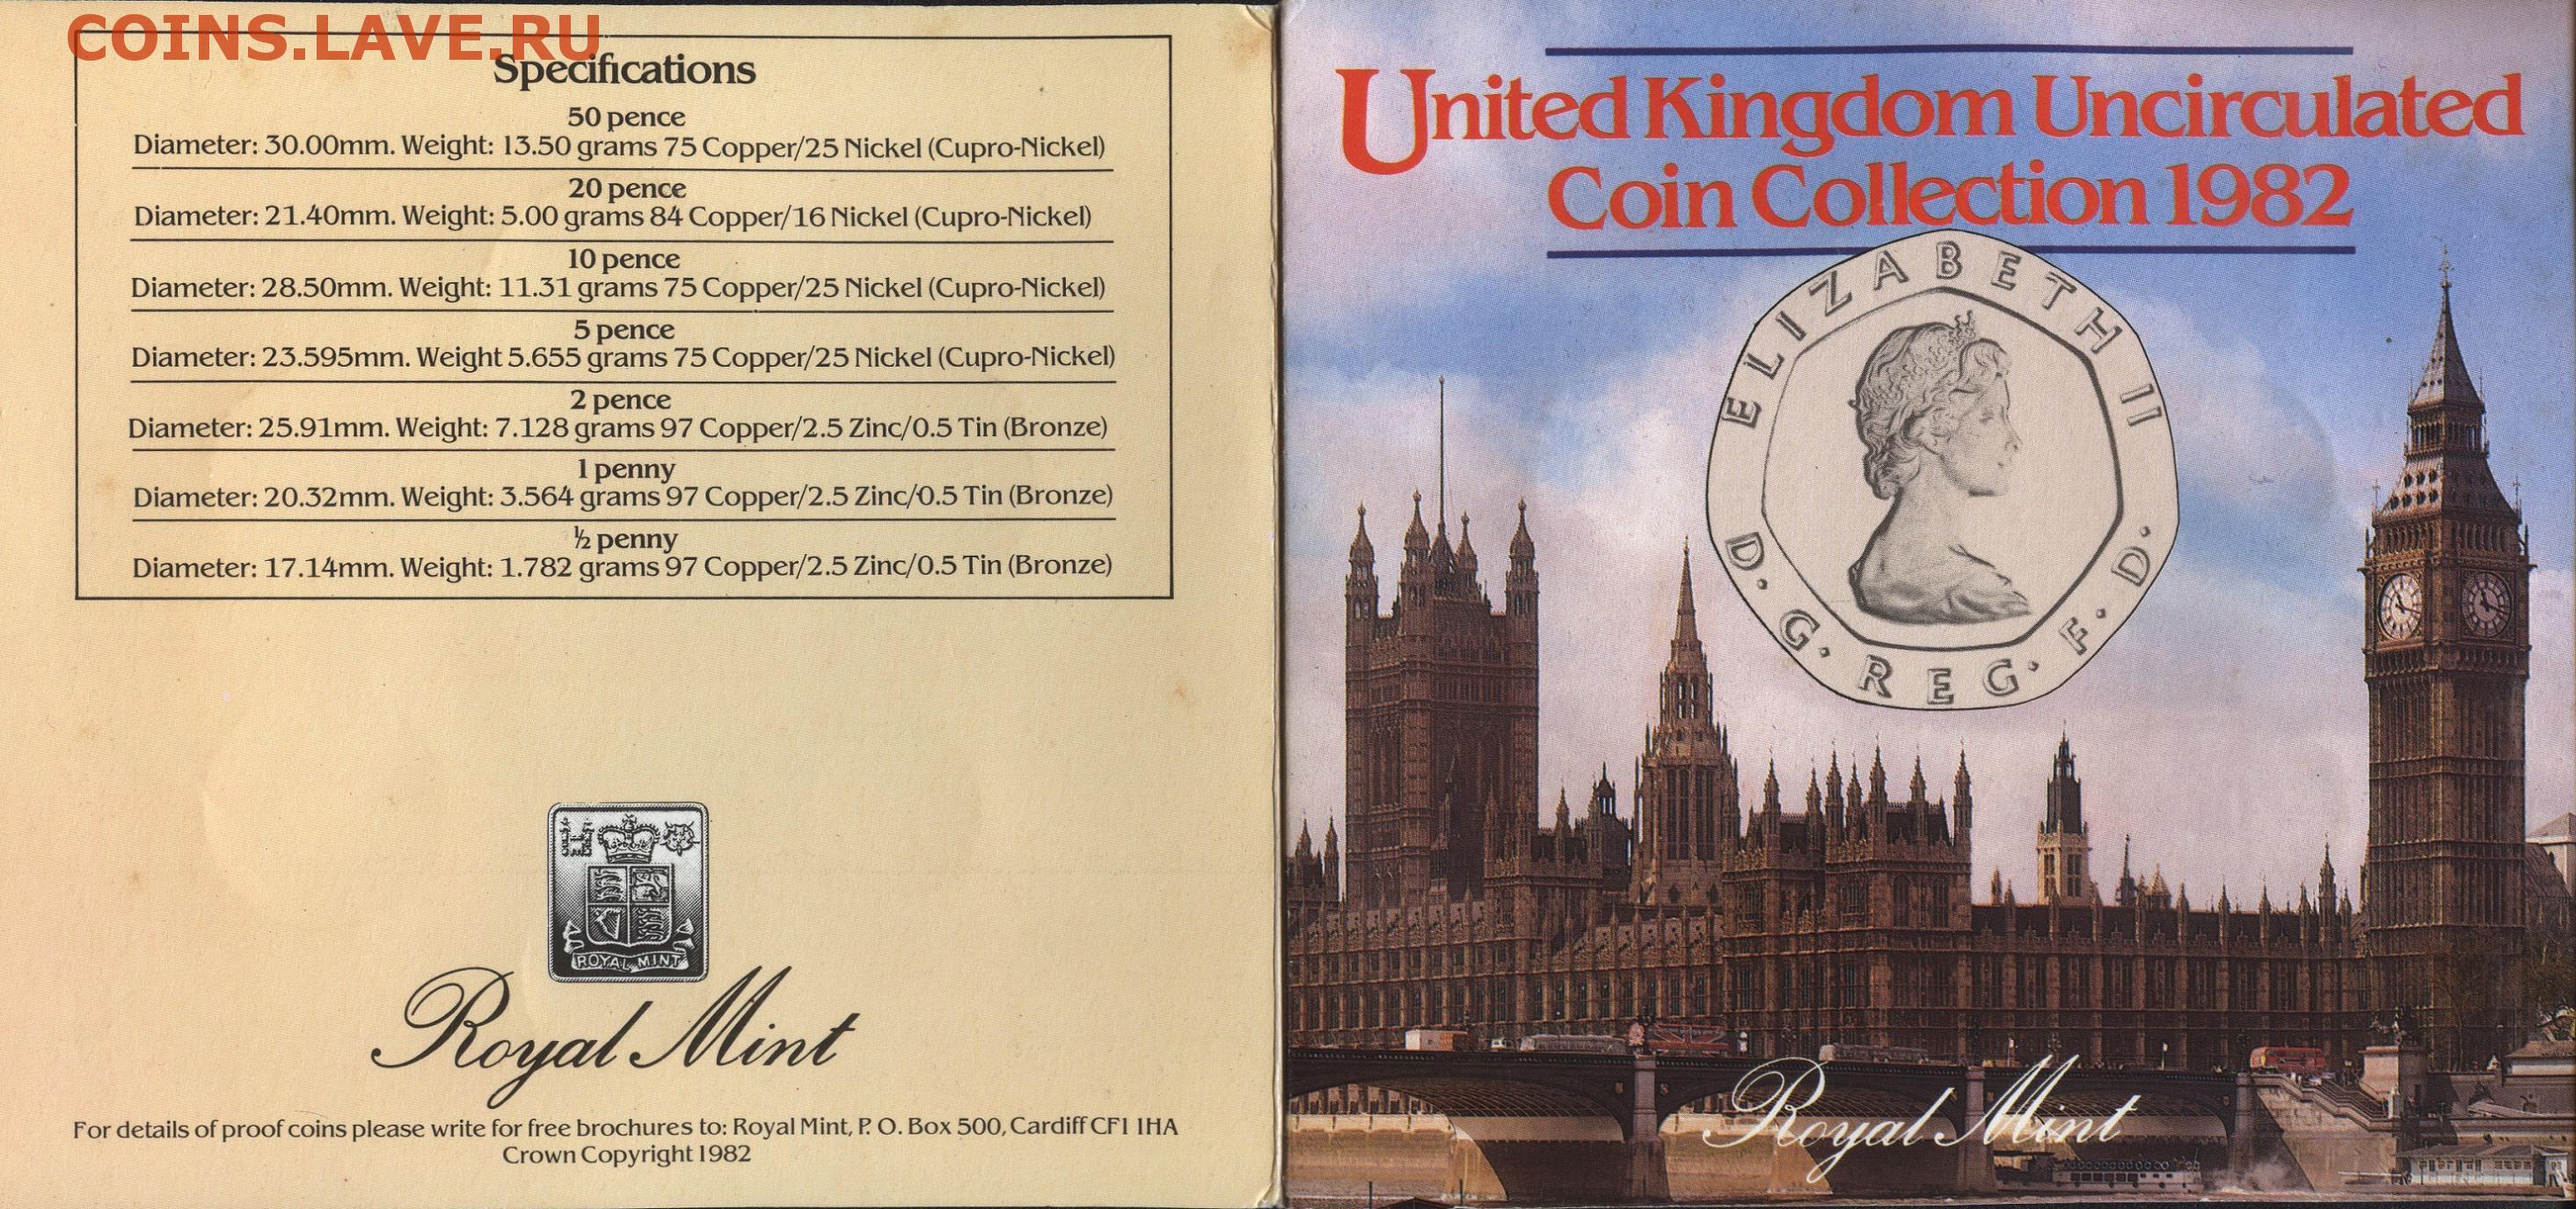 COINS.LAVE.RU
Specifications
50 pence
Diameter: 30.00mm. Weight: 13.50 grams 75 Copper/25 Nickel (Cupro-Nickel)
20 pence
Diameter: 21.40mm. Weight: 5.00 grams 84 Copper/16 Nickel (Cupro-Nickel)
10 pence
Diameter: 28.50mm. Weight: 11.31 grams 75 Copper/25 Nickel (Cupro-Nickel)
5 pence
Diameter: 23.595mm. Weight 5.655 grams 75 Copper/25 Nickel (Cupro-Nickel)
2 pence
Diameter: 25.91mm. Weight: 7.128 grams 97 Copper/2.5 Zinc/0.5 Tin (Bronze)
1 penny
Diameter: 20.32mm. Weight: 3.564 grams 97 Copper/2.5 Zinc/0.5 Tin (Bronze)
½ penny
Diameter: 17.14mm. Weight: 1.782 grams 97 Copper/2.5 Zinc/0.5 Tin (Bronze)
ROYAL MINT
Royal Mint
For details of proof coins please write for free brochures to: Royal Mint, P. O. Box 500, Cardiff CF1 1HA
Crown Copyright 1982
United Kingdom Uncirculated
Coin Collection 1982
ELIZABETH II
D·G·REG·F·D·
Royal Mint